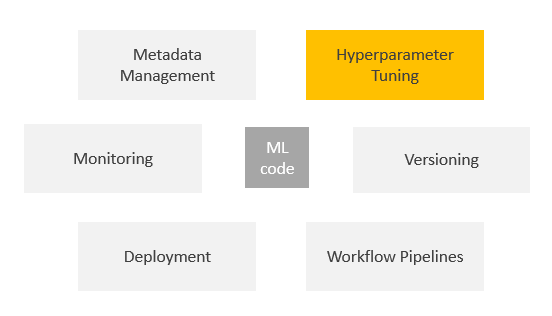 Metadata
Management
Hyperparameter
Tuning
Monitoring
ML
code
Versioning
Deployment
Workflow Pipelines